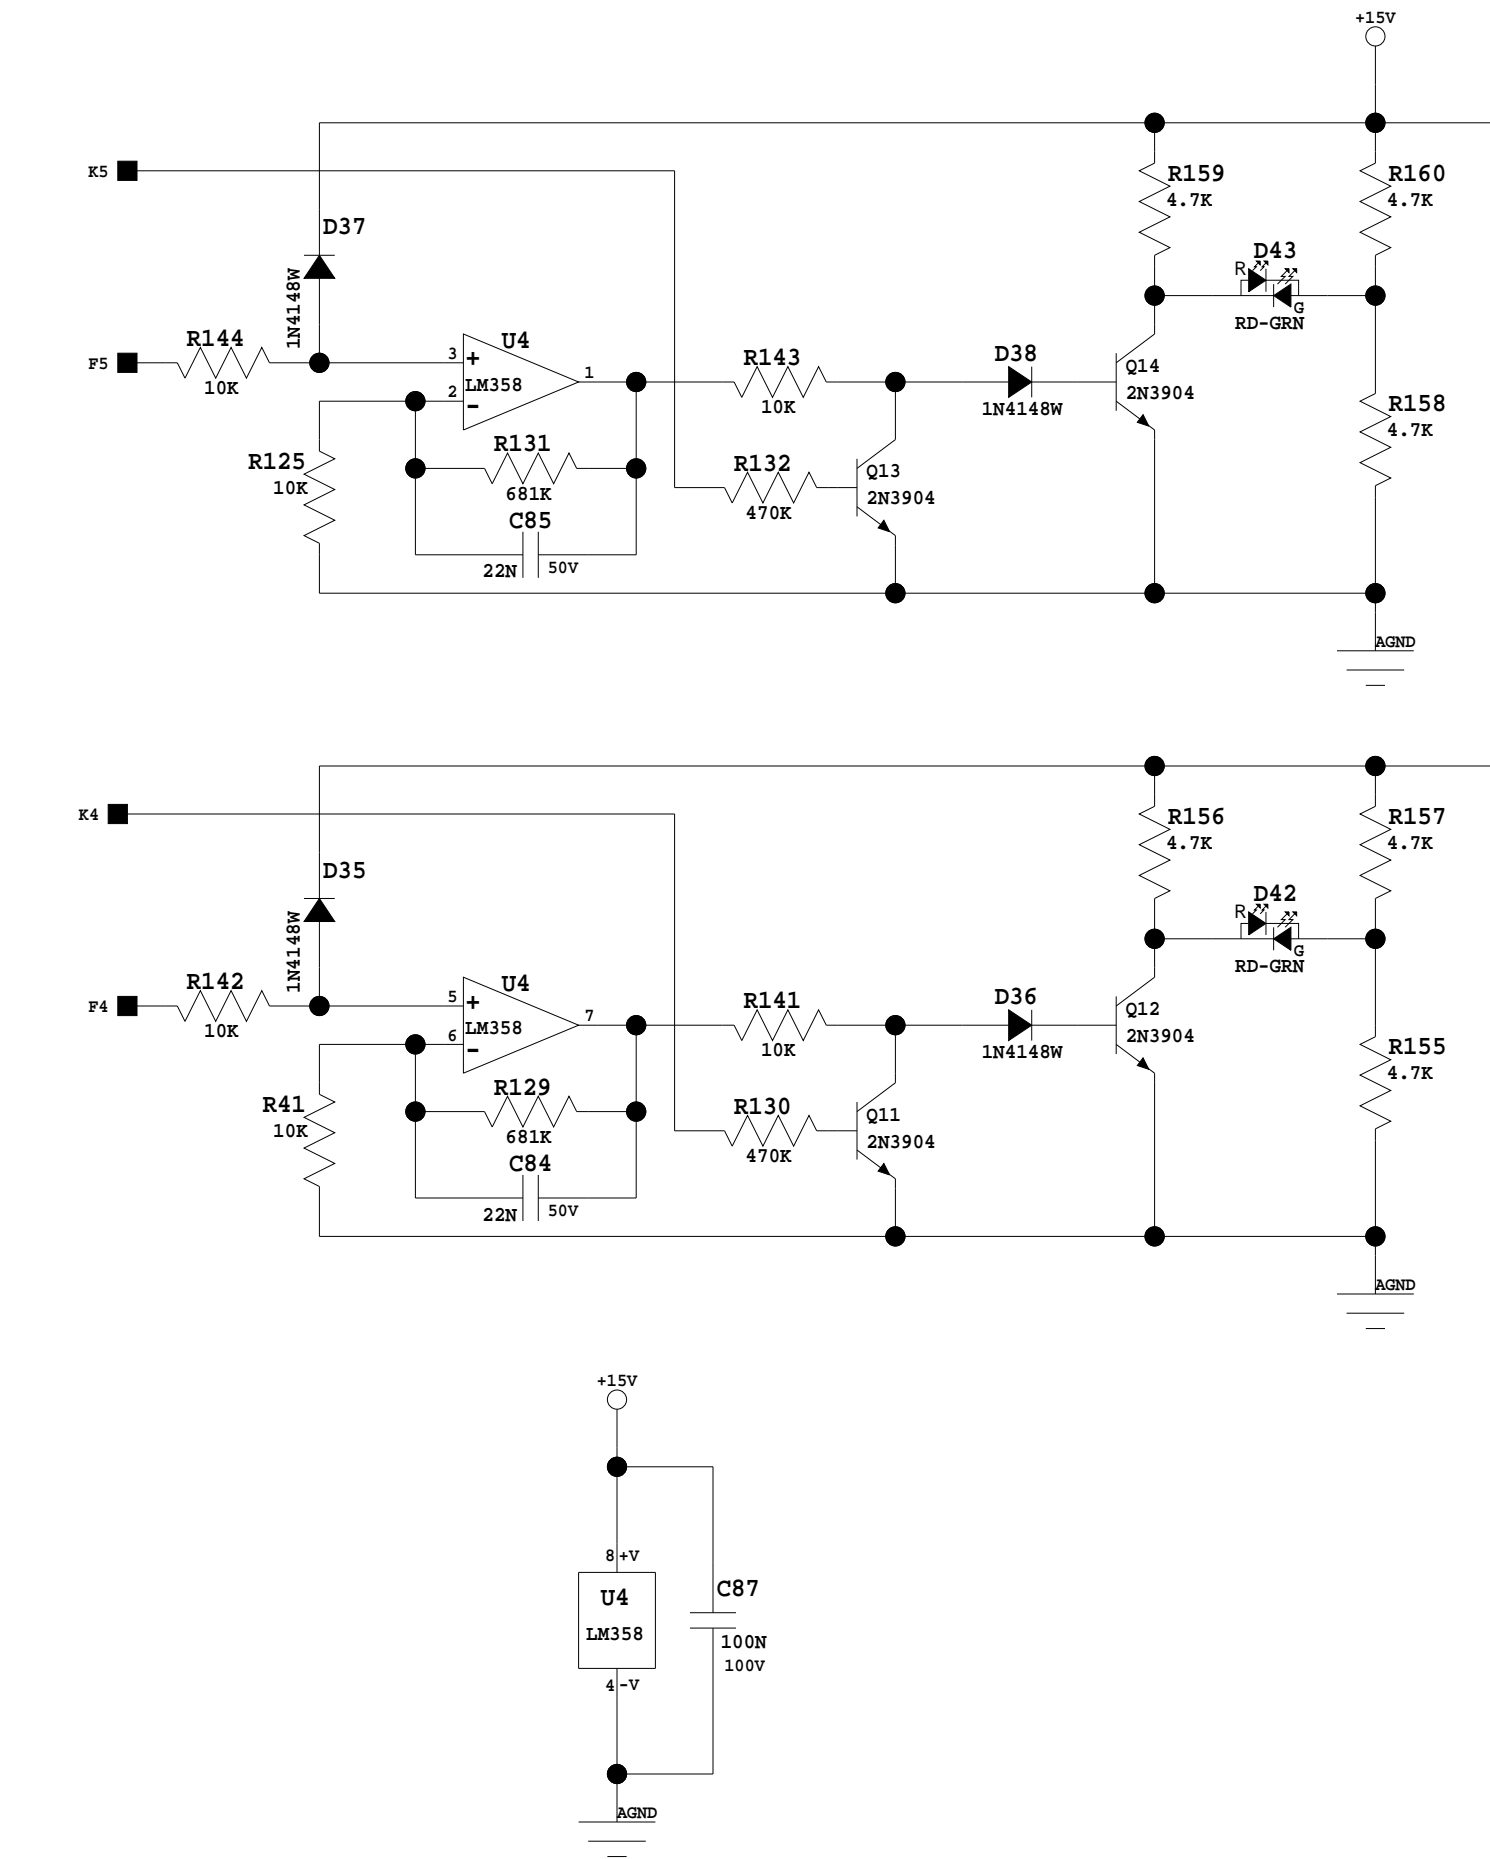 +15V
K5
R159
4.7K
R160
4.7K
D37
1N4148W
D43
R
G
RD-GRN
F5
R144
10K
U4
3
+
LM358
2
-
1
R143
10K
D38
1N4148W
Q14
2N3904
R158
4.7K
R125
10K
R131
681K
C85
22N
50V
R132
470K
Q13
2N3904
AGND
K4
R156
4.7K
R157
4.7K
D35
1N4148W
D42
R
G
RD-GRN
F4
R142
10K
U4
5
+
LM358
6
-
7
R141
10K
D36
1N4148W
Q12
2N3904
R155
4.7K
R41
10K
R129
681K
C84
22N
50V
R130
470K
Q11
2N3904
AGND
+15V
8
+V
U4
LM358
C87
100N
100V
4
-V
AGND